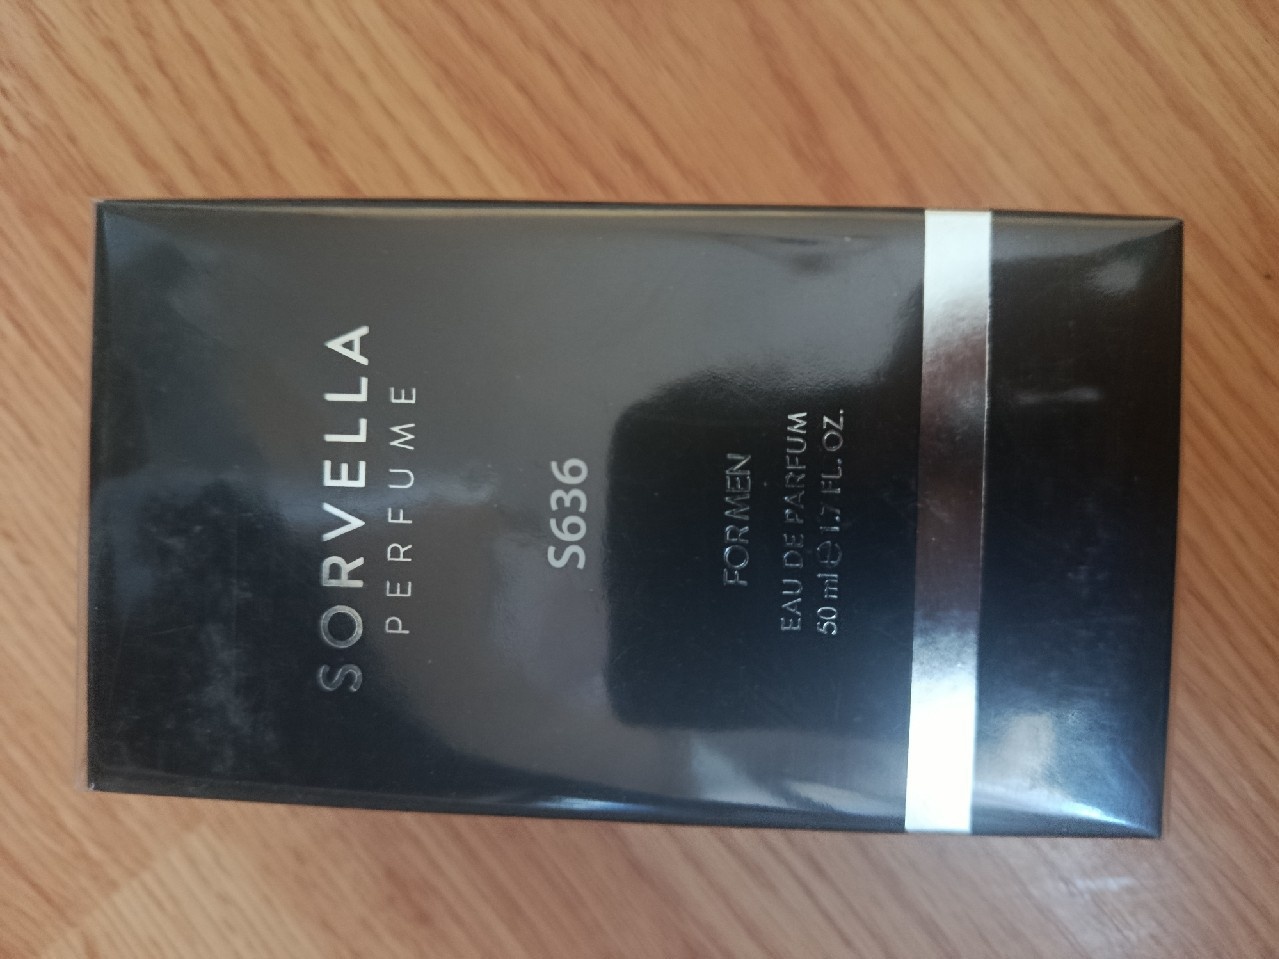 SORVELLA
PERFUME
S636
FOR MEN
EAU DE PARFUM
50 ml ℮ 1.7 FL. OZ.